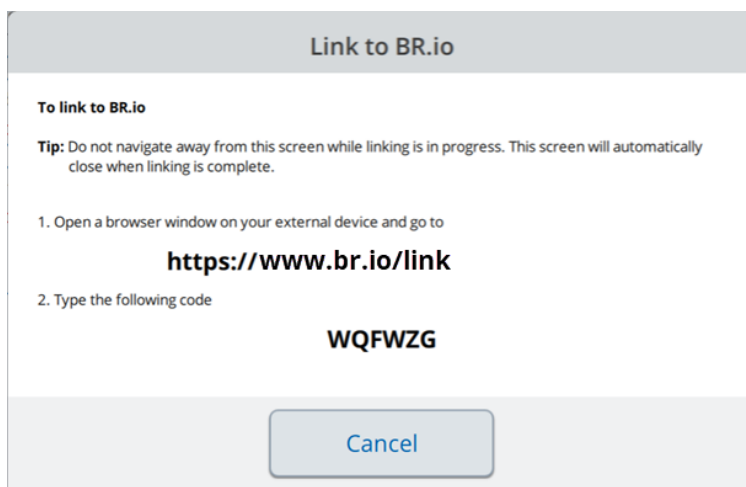 Link to BR.io
To link to BR.io
Tip: Do not navigate away from this screen while linking is in progress. This screen will automatically
close when linking is complete.
1. Open a browser window on your external device and go to
https://www.br.io/link
2. Type the following code
WQFWZG
Cancel